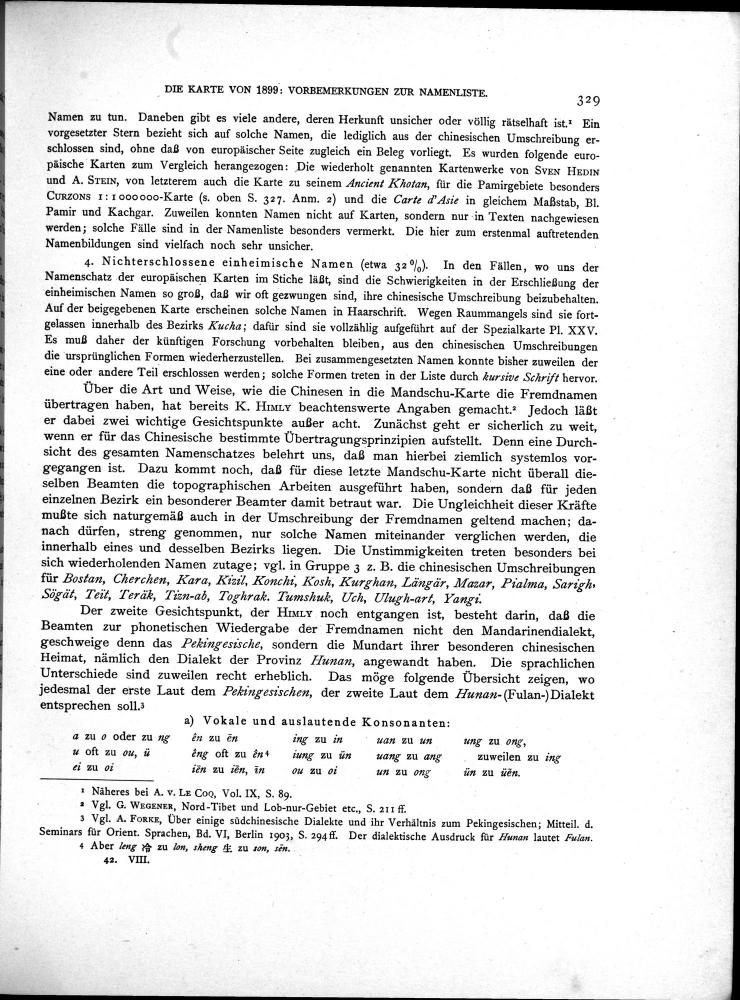 DIE KARTE VON 1899: VORBEMERKUNGEN ZUR NAMENLISTE.
329
Namen zu tun. Daneben gibt es viele andere, deren Herkunft unsicher oder völlig rätselhaft ist.¹ Ein
vorgesetzter Stern bezieht sich auf solche Namen, die lediglich aus der chinesischen Umschreibung er-
schlossen sind, ohne daß von europäischer Seite zugleich ein Beleg vorliegt. Es wurden folgende euro-
päische Karten zum Vergleich herangezogen: Die wiederholt genannten Kartenwerke von SVEN HEDIN
und A. STEIN, von letzterem auch die Karte zu seinem Ancient Khotan, für die Pamirgebiete besonders
CURZONS 1:1 000 000-Karte (s. oben S. 327. Anm. 2) und die Carte d'Asie in gleichem Maßstab, Bl.
Pamir und Kachgar. Zuweilen konnten Namen nicht auf Karten, sondern nur in Texten nachgewiesen
werden; solche Fälle sind in der Namenliste besonders vermerkt. Die hier zum erstenmal auftretenden
Namenbildungen sind vielfach noch sehr unsicher.
4. Nichterschlossene einheimische Namen (etwa 32 %). In den Fällen, wo uns der
Namenschatz der europäischen Karten im Stiche läßt, sind die Schwierigkeiten in der Erschließung der
einheimischen Namen so groß, daß wir oft gezwungen sind, ihre chinesische Umschreibung beizubehalten.
Auf der beigegebenen Karte erscheinen solche Namen in Haarschrift. Wegen Raummangels sind sie fort-
gelassen innerhalb des Bezirks Kucha; dafür sind sie vollzählig aufgeführt auf der Spezialkarte Pl. XXV.
Es muß daher der künftigen Forschung vorbehalten bleiben, aus den chinesischen Umschreibungen
die ursprünglichen Formen wiederherzustellen. Bei zusammengesetzten Namen konnte bisher zuweilen der
eine oder andere Teil erschlossen werden; solche Formen treten in der Liste durch kursive Schrift hervor.
Über die Art und Weise, wie die Chinesen in die Mandschu-Karte die Fremdnamen
übertragen haben, hat bereits K. HIMLY beachtenswerte Angaben gemacht.² Jedoch läßt
er dabei zwei wichtige Gesichtspunkte außer acht. Zunächst geht er sicherlich zu weit,
wenn er für das Chinesische bestimmte Übertragungsprinzipien aufstellt. Denn eine Durch-
sicht des gesamten Namenschatzes belehrt uns, daß man hierbei ziemlich systemlos vor-
gegangen ist. Dazu kommt noch, daß für diese letzte Mandschu-Karte nicht überall die-
selben Beamten die topographischen Arbeiten ausgeführt haben, sondern daß für jeden
einzelnen Bezirk ein besonderer Beamter damit betraut war. Die Ungleichheit dieser Kräfte
mußte sich naturgemäß auch in der Umschreibung der Fremdnamen geltend machen; da-
nach dürfen, streng genommen, nur solche Namen miteinander verglichen werden, die
innerhalb eines und desselben Bezirks liegen. Die Unstimmigkeiten treten besonders bei
sich wiederholenden Namen zutage; vgl. in Gruppe 3 z. B. die chinesischen Umschreibungen
für Bostan, Cherchen, Kara, Kizil, Konchi, Kosh, Kurghan, Längär, Mazar, Pialma, Sarigh,
Sögät, Teït, Teräk, Tizn-ab, Toghrak. Tumshuk, Uch, Ulugh-art, Yangi.
Der zweite Gesichtspunkt, der HIMLY noch entgangen ist, besteht darin, daß die
Beamten zur phonetischen Wiedergabe der Fremdnamen nicht den Mandarinendialekt,
geschweige denn das Pekingesische, sondern die Mundart ihrer besonderen chinesischen
Heimat, nämlich den Dialekt der Provinz Hunan, angewandt haben. Die sprachlichen
Unterschiede sind zuweilen recht erheblich. Das möge folgende Übersicht zeigen, wo
jedesmal der erste Laut dem Pekingesischen, der zweite Laut dem Hunan-(Fulan-)Dialekt
entsprechen soll.³
a) Vokale und auslautende Konsonanten:
a zu o oder zu ng ên zu ën ing zu in uan zu un ung zu ong,
u oft zu ou, ü êng oft zu ên⁴ iung zu ün uang zu ang zuweilen zu ing
ei zu oi iën zu iën, ïn ou zu oi un zu ong ün zu üën.
¹ Näheres bei A. v. LE COQ, Vol. IX, S. 89.
² Vgl. G. WEGENER, Nord-Tibet und Lob-nur-Gebiet etc., S. 211 ff.
³ Vgl. A. FORKE, Über einige südchinesische Dialekte und ihr Verhältnis zum Pekingesischen; Mitteil. d.
Seminars für Orient. Sprachen, Bd. VI, Berlin 1903, S. 294 ff. Der dialektische Ausdruck für Hunan lautet Fulan.
⁴ Aber leng 冷 zu lon, sheng 生 zu son, sën.
42. VIII.